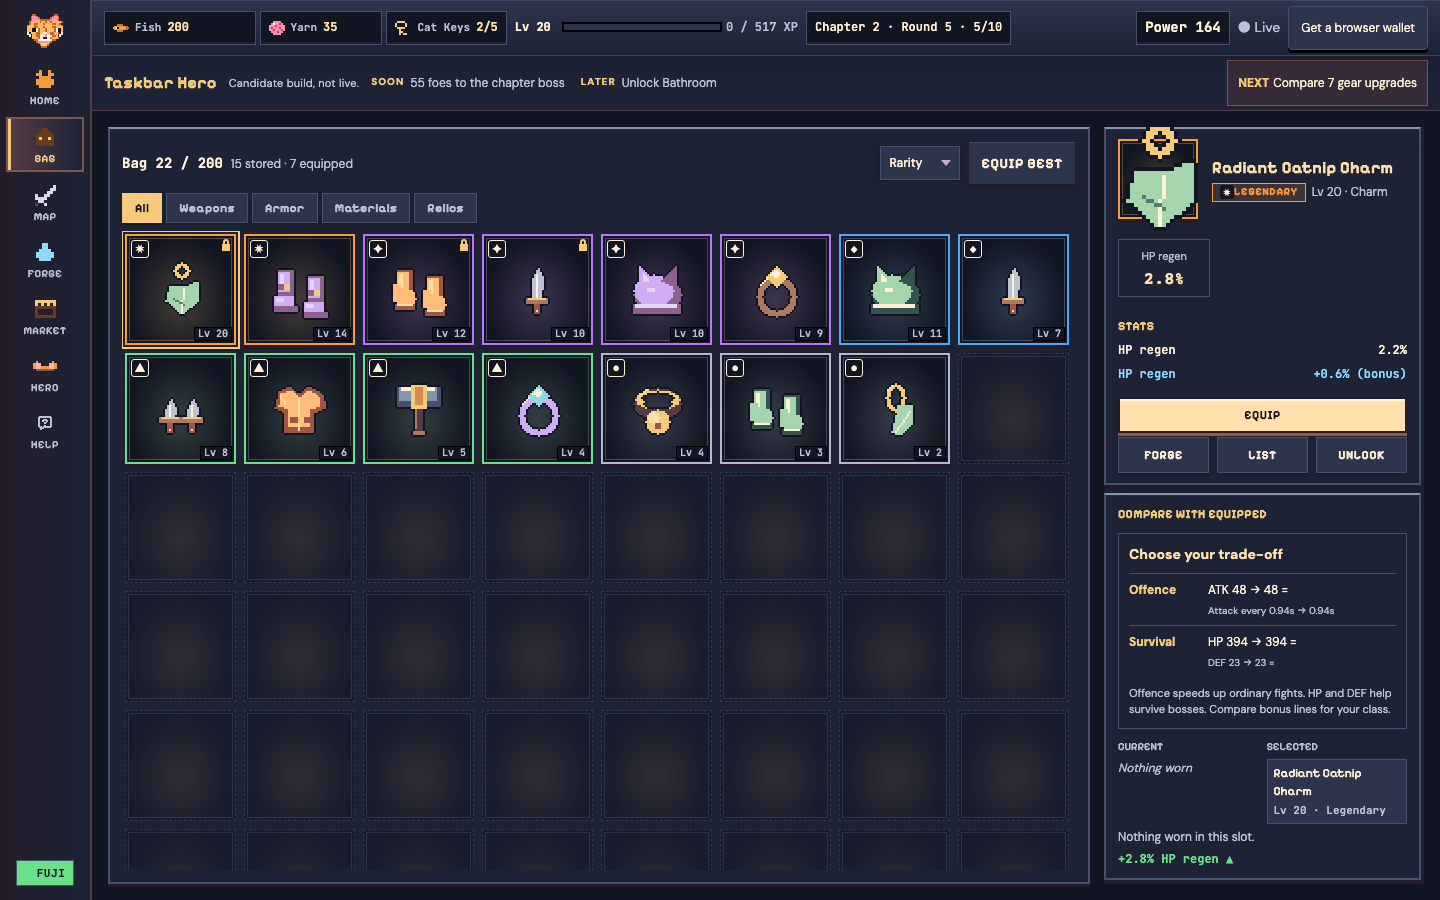 Fish 200
Yarn 35
Cat Keys 2/5
Lv 20
0 / 517 XP
Chapter 2 · Round 5 · 5/10
Power 164
Live
Get a browser wallet
Taskbar Hero
Candidate build, not live.
SOON 55 foes to the chapter boss
LATER Unlock Bathroom
NEXT Compare 7 gear upgrades
HOME
BAG
MAP
FORGE
MARKET
HERO
HELP
FUJI
Bag 22 / 200 15 stored · 7 equipped
Rarity
EQUIP BEST
All
Weapons
Armor
Materials
Relics
Lv 20
Lv 14
Lv 12
Lv 10
Lv 10
Lv 9
Lv 11
Lv 7
Lv 8
Lv 6
Lv 5
Lv 4
Lv 4
Lv 3
Lv 2
Radiant Catnip Charm
LEGENDARY
Lv 20 · Charm
HP regen
2.8%
STATS
HP regen 2.2%
HP regen +0.6% (bonus)
EQUIP
FORGE
LIST
UNLOCK
COMPARE WITH EQUIPPED
Choose your trade-off
Offence ATK 48 → 48 =
Attack every 0.94s → 0.94s
Survival HP 394 → 394 =
DEF 23 → 23 =
Offence speeds up ordinary fights. HP and DEF help
survive bosses. Compare bonus lines for your class.
CURRENT
Nothing worn
SELECTED
Radiant Catnip
Charm
Lv 20 · Legendary
Nothing worn in this slot.
+2.8% HP regen ▲